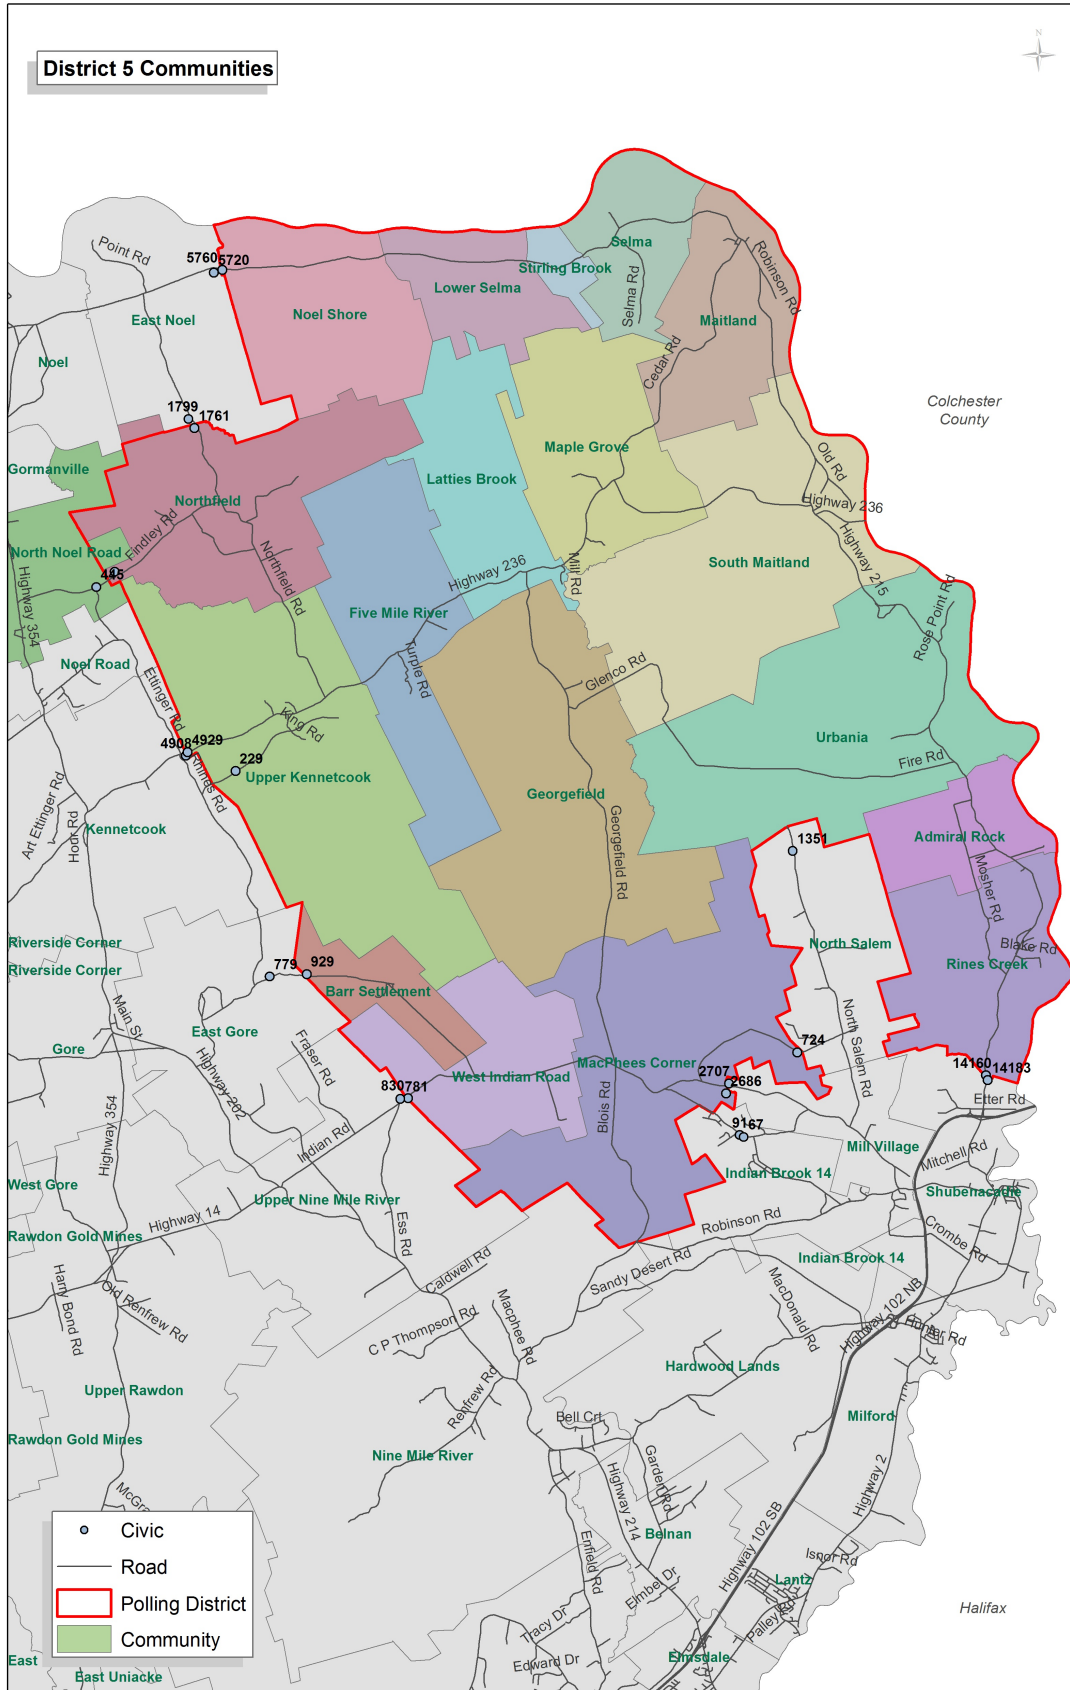 N
District 5 Communities
Point Rd
5760
5720
East Noel
Noel Shore
Lower Selma
Stirling Brook
Selma
Selma Rd
Robinson Rd
Maitland
Noel
Cedar Rd
Colchester
County
1799
1761
Gormanville
Northfield
Latties Brook
Maple Grove
Old Rd
Highway 236
Findley Rd
North Noel Road
445
Highway 354
Northfield Rd
Highway 236
Mill Rd
South Maitland
Highway 215
Five Mile River
Rose Point Rd
Noel Road
Turple Rd
Glenco Rd
Ettinger Rd
King Rd
4908
4929
Urbania
229
Upper Kennetcook
Rhines Rd
Fire Rd
Georgefield
Art Ettinger Rd
Kennetcook
Georgefield Rd
1351
Admiral Rock
Mosher Rd
Riverside Corner
North Salem
Blake Rd
Rines Creek
Riverside Corner
779
929
Barr Settlement
Main St
East Gore
North Salem Rd
Gore
Fraser Rd
724
Highway 202
MacPhees Corner
West Indian Road
2707
2686
14160
14183
830
781
Etter Rd
Blois Rd
Highway 354
Indian Rd
91
67
Mill Village
Mitchell Rd
West Gore
Upper Nine Mile River
Indian Brook 14
Shubenacadie
Highway 14
Ess Rd
Robinson Rd
Crombe Rd
Rawdon Gold Mines
Indian Brook 14
Caldwell Rd
Sandy Desert Rd
Harry Bond Rd
Old Renfrew Rd
Macphee Rd
MacDonald Rd
Highway 102 NB
C P Thompson Rd
Hunter Rd
Hardwood Lands
Upper Rawdon
Renfrew Rd
Milford
Bell Crt
Rawdon Gold Mines
Nine Mile River
Garden Rd
Highway 214
Highway 2
Belnan
Highway 102 SB
Enfield Rd
Isnor Rd
Elmbel Dr
Lantz
Palley Rd
Halifax
Tracy Dr
Edward Dr
Elmsdale
McGra
Civic
Road
Polling District
Community
East
East Uniacke